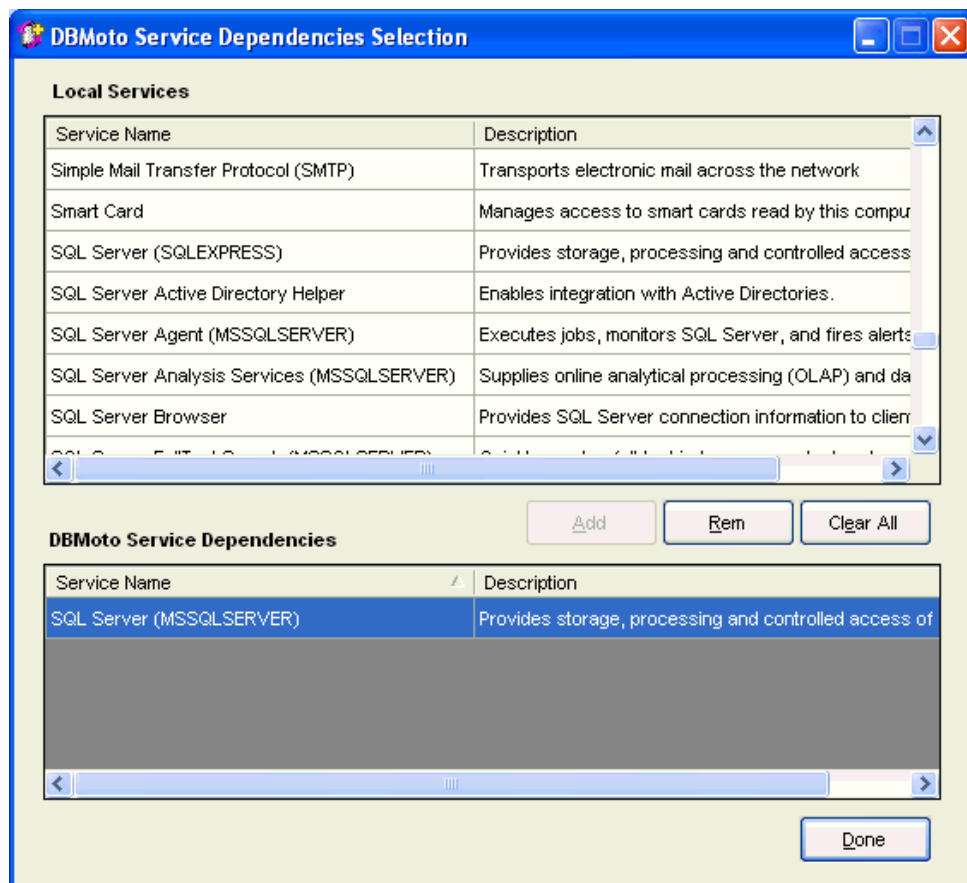 DBMoto Service Dependencies Selection
Local Services
Service Name Description
Simple Mail Transfer Protocol (SMTP) Transports electronic mail across the network
Smart Card Manages access to smart cards read by this compu
SQL Server (SQLEXPRESS) Provides storage, processing and controlled access
SQL Server Active Directory Helper Enables integration with Active Directories.
SQL Server Agent (MSSQLSERVER) Executes jobs, monitors SQL Server, and fires alerts
SQL Server Analysis Services (MSSQLSERVER) Supplies online analytical processing (OLAP) and da
SQL Server Browser Provides SQL Server connection information to clien
Add Rem Clear All
DBMoto Service Dependencies
Service Name Description
SQL Server (MSSQLSERVER) Provides storage, processing and controlled access of
Done